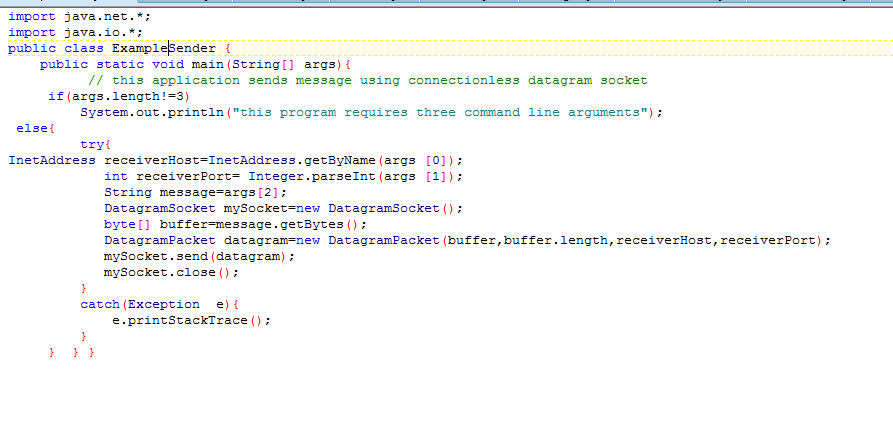 import java.net.*;
import java.io.*;
public class ExampleSender {
    public static void main(String[] args){
          // this application sends message using connectionless datagram socket
     if(args.length!=3)
         System.out.println("this program requires three command line arguments");
 else{
         try{
InetAddress receiverHost=InetAddress.getByName(args [0]);
            int receiverPort= Integer.parseInt(args [1]);
            String message=args[2];
            DatagramSocket mySocket=new DatagramSocket();
            byte[] buffer=message.getBytes();
            DatagramPacket datagram=new DatagramPacket(buffer,buffer.length,receiverHost,receiverPort);
            mySocket.send(datagram);
            mySocket.close();
         }
         catch(Exception  e){
             e.printStackTrace();
         }
     }  } }